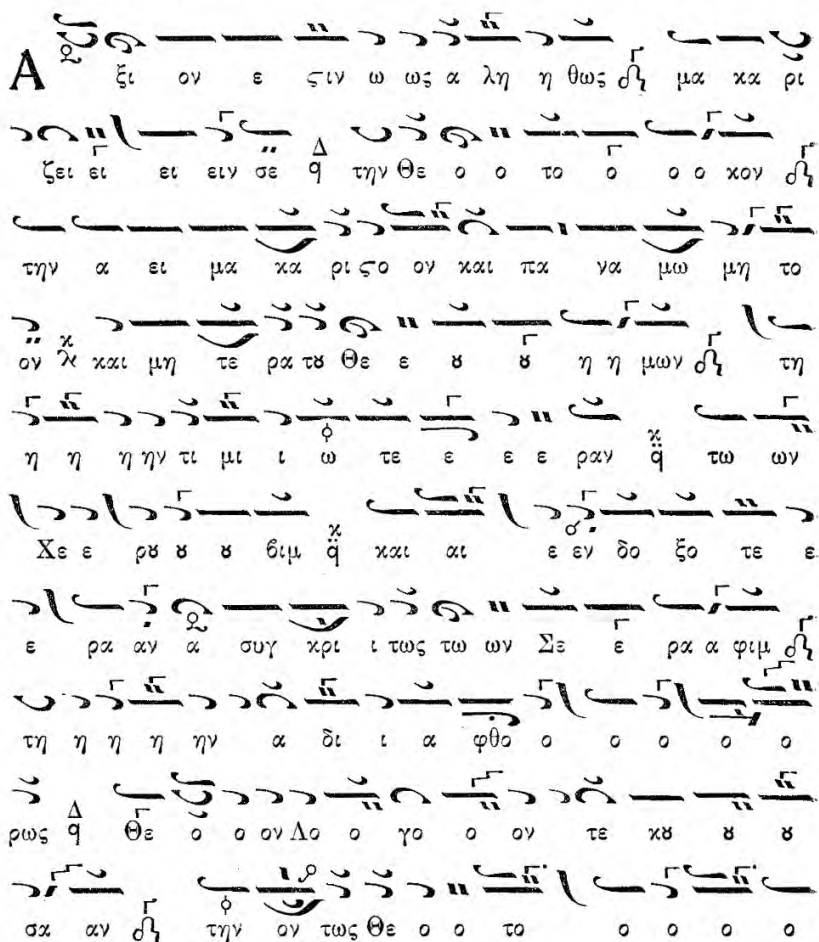 Α ξι ον ε ϛιν ω ως α λη η θως μα κα ρι
ζει ει ει ειν σε Δ ϥ την Θε ο ο το ο ο ο κον
την α ει μα κα ρι ϛο ον και πα να μω μη το
ον και μη τε ρα τȣ Θε ε ȣ ȣ η η μων τη
η η η ην τι μι ι ω τε ε ε ε ραν κ ϥ τω ων
Χε ε ρȣ ȣ ȣ βιμ κ ϥ και αι ε εν δο ξο τε ε
ε ρα αν α συγ κρι ι τως τω ων Σε ε ρα α φιμ
τη η η η ην α δι ι α φθο ο ο ο ο ο
ρως Δ ϥ Θε ο ο ον Λο ο γο ο ον τε κȣ ȣ ȣ
σα αν την ον τως Θε ο ο το ο ο ο ο